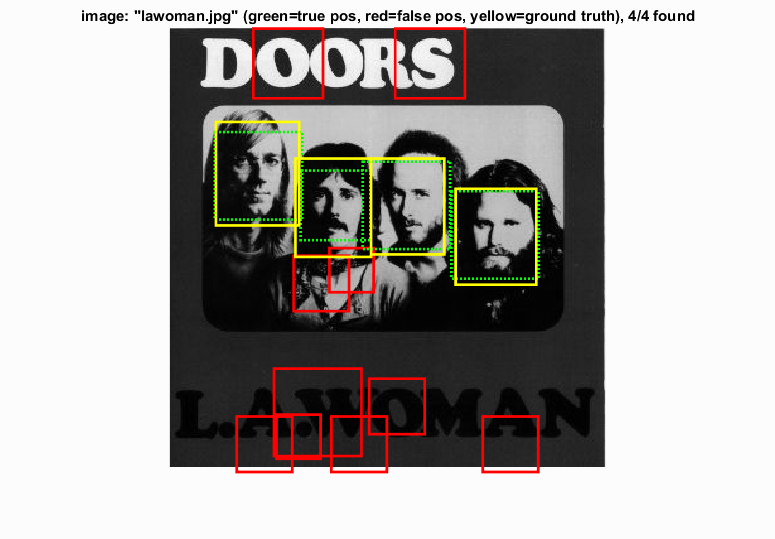 image: "lawoman.jpg" (green=true pos, red=false pos, yellow=ground truth), 4/4 found
DOORS
L.A.WOMAN